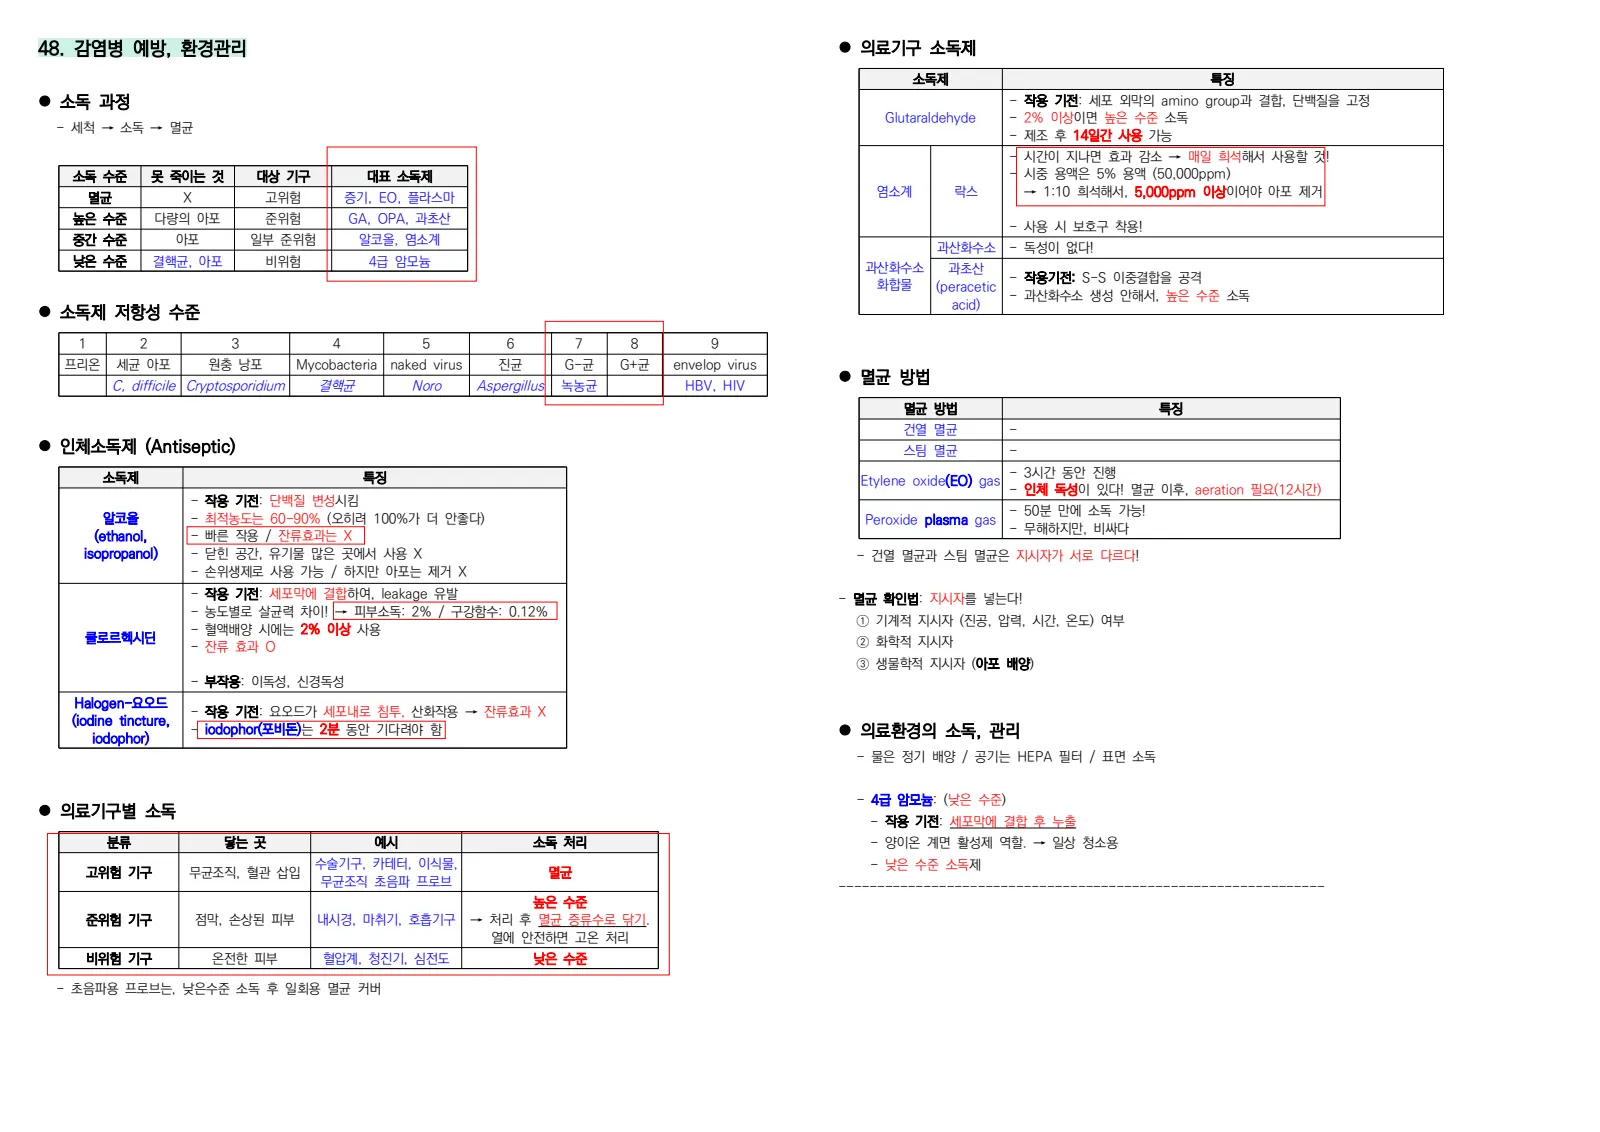 48. 감염병 예방, 환경관리
● 소독 과정
- 세척 → 소독 → 멸균
소독 수준 못 죽이는 것 대상 기구 대표 소독제
멸균 X 고위험 증기, EO, 플라스마
높은 수준 다량의 아포 준위험 GA, OPA, 과초산
중간 수준 아포 일부 준위험 알코올, 염소계
낮은 수준 결핵균, 아포 비위험 4급 암모늄
● 소독제 저항성 수준
1 2 3 4 5 6 7 8 9
프리온 세균 아포 원충 낭포 Mycobacteria naked virus 진균 G-균 G+균 envelop virus
C, difficile Cryptosporidium 결핵균 Noro Aspergillus 녹농균 HBV, HIV
● 인체소독제 (Antiseptic)
소독제 특징
알코올
(ethanol,
isopropanol)
- 작용 기전: 단백질 변성시킴
- 최적농도는 60-90% (오히려 100%가 더 안좋다)
- 빠른 작용 / 잔류효과는 X
- 닫힌 공간, 유기물 많은 곳에서 사용 X
- 손위생제로 사용 가능 / 하지만 아포는 제거 X
클로르헥시딘
- 작용 기전: 세포막에 결합하여, leakage 유발
- 농도별로 살균력 차이! → 피부소독: 2% / 구강함수: 0.12%
- 혈액배양 시에는 2% 이상 사용
- 잔류 효과 O
- 부작용: 이독성, 신경독성
Halogen-요오드
(iodine tincture,
iodophor)
- 작용 기전: 요오드가 세포내로 침투, 산화작용 → 잔류효과 X
- iodophor(포비돈)는 2분 동안 기다려야 함
● 의료기구별 소독
분류 닿는 곳 예시 소독 처리
고위험 기구 무균조직, 혈관 삽입 수술기구, 카테터, 이식물, 멸균
무균조직 초음파 프로브
준위험 기구 점막, 손상된 피부 내시경, 마취기, 호흡기구 높은 수준
→ 처리 후 멸균 증류수로 닦기.
열에 안전하면 고온 처리
비위험 기구 온전한 피부 혈압계, 청진기, 심전도 낮은 수준
- 초음파용 프로브는, 낮은수준 소독 후 일회용 멸균 커버
● 의료기구 소독제
소독제 특징
Glutaraldehyde
- 작용 기전: 세포 외막의 amino group과 결합, 단백질을 고정
- 2% 이상이면 높은 수준 소독
- 제조 후 14일간 사용 가능
염소계 락스
- 시간이 지나면 효과 감소 → 매일 희석해서 사용할 것!
- 시중 용액은 5% 용액 (50,000ppm)
→ 1:10 희석해서, 5,000ppm 이상이어야 아포 제거
- 사용 시 보호구 착용!
과산화수소
화합물
과산화수소 - 독성이 없다!
과초산
(peracetic
acid)
- 작용기전: S-S 이중결합을 공격
- 과산화수소 생성 안해서, 높은 수준 소독
● 멸균 방법
멸균 방법 특징
건열 멸균 -
스팀 멸균 -
Etylene oxide(EO) gas
- 3시간 동안 진행
- 인체 독성이 있다! 멸균 이후, aeration 필요(12시간)
Peroxide plasma gas
- 50분 만에 소독 가능!
- 무해하지만, 비싸다
- 건열 멸균과 스팀 멸균은 지시자가 서로 다르다!
- 멸균 확인법: 지시자를 넣는다!
① 기계적 지시자 (진공, 압력, 시간, 온도) 여부
② 화학적 지시자
③ 생물학적 지시자 (아포 배양)
● 의료환경의 소독, 관리
- 물은 정기 배양 / 공기는 HEPA 필터 / 표면 소독
- 4급 암모늄: (낮은 수준)
- 작용 기전: 세포막에 결합 후 누출
- 양이온 계면 활성제 역할. → 일상 청소용
- 낮은 수준 소독제
---------------------------------------------------------------